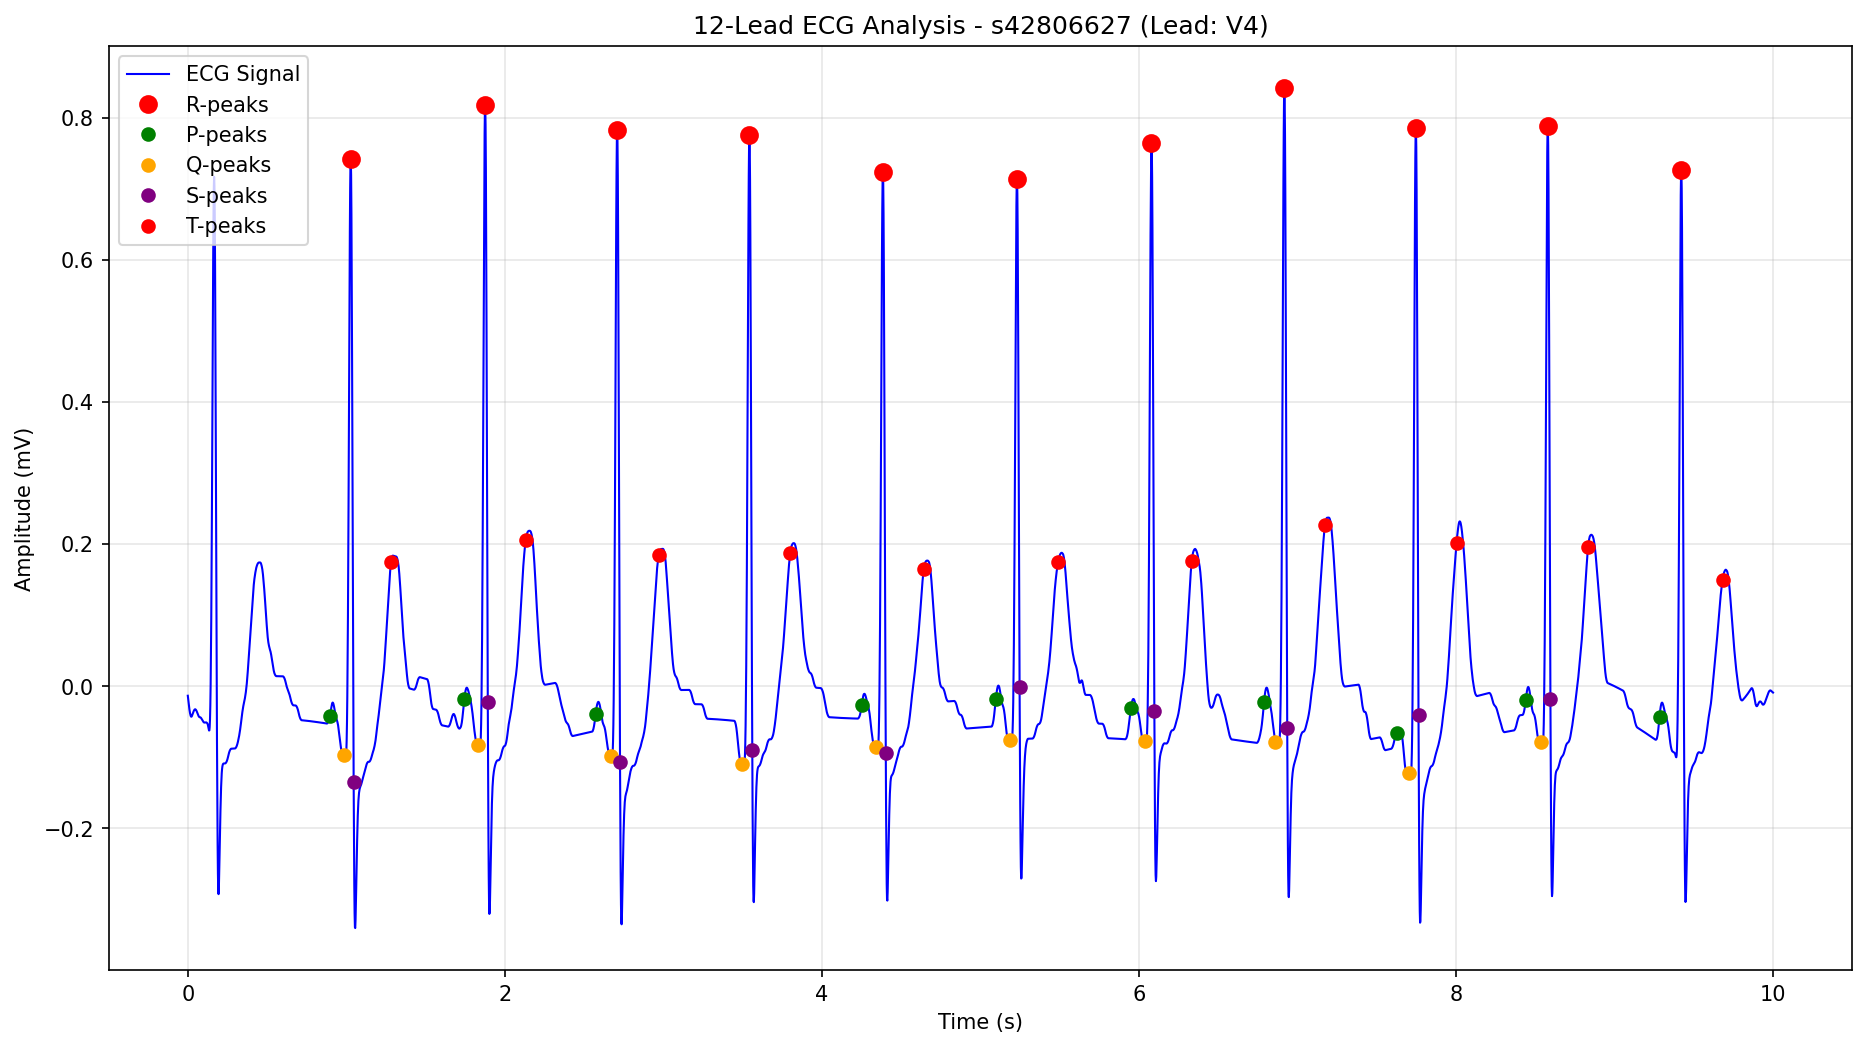 12-Lead ECG Analysis - s42806627 (Lead: V4)
ECG Signal
R-peaks
P-peaks
Q-peaks
S-peaks
T-peaks
Amplitude (mV)
0.8
0.6
0.4
0.2
0.0
−0.2
0 2 4 6 8 10
Time (s)